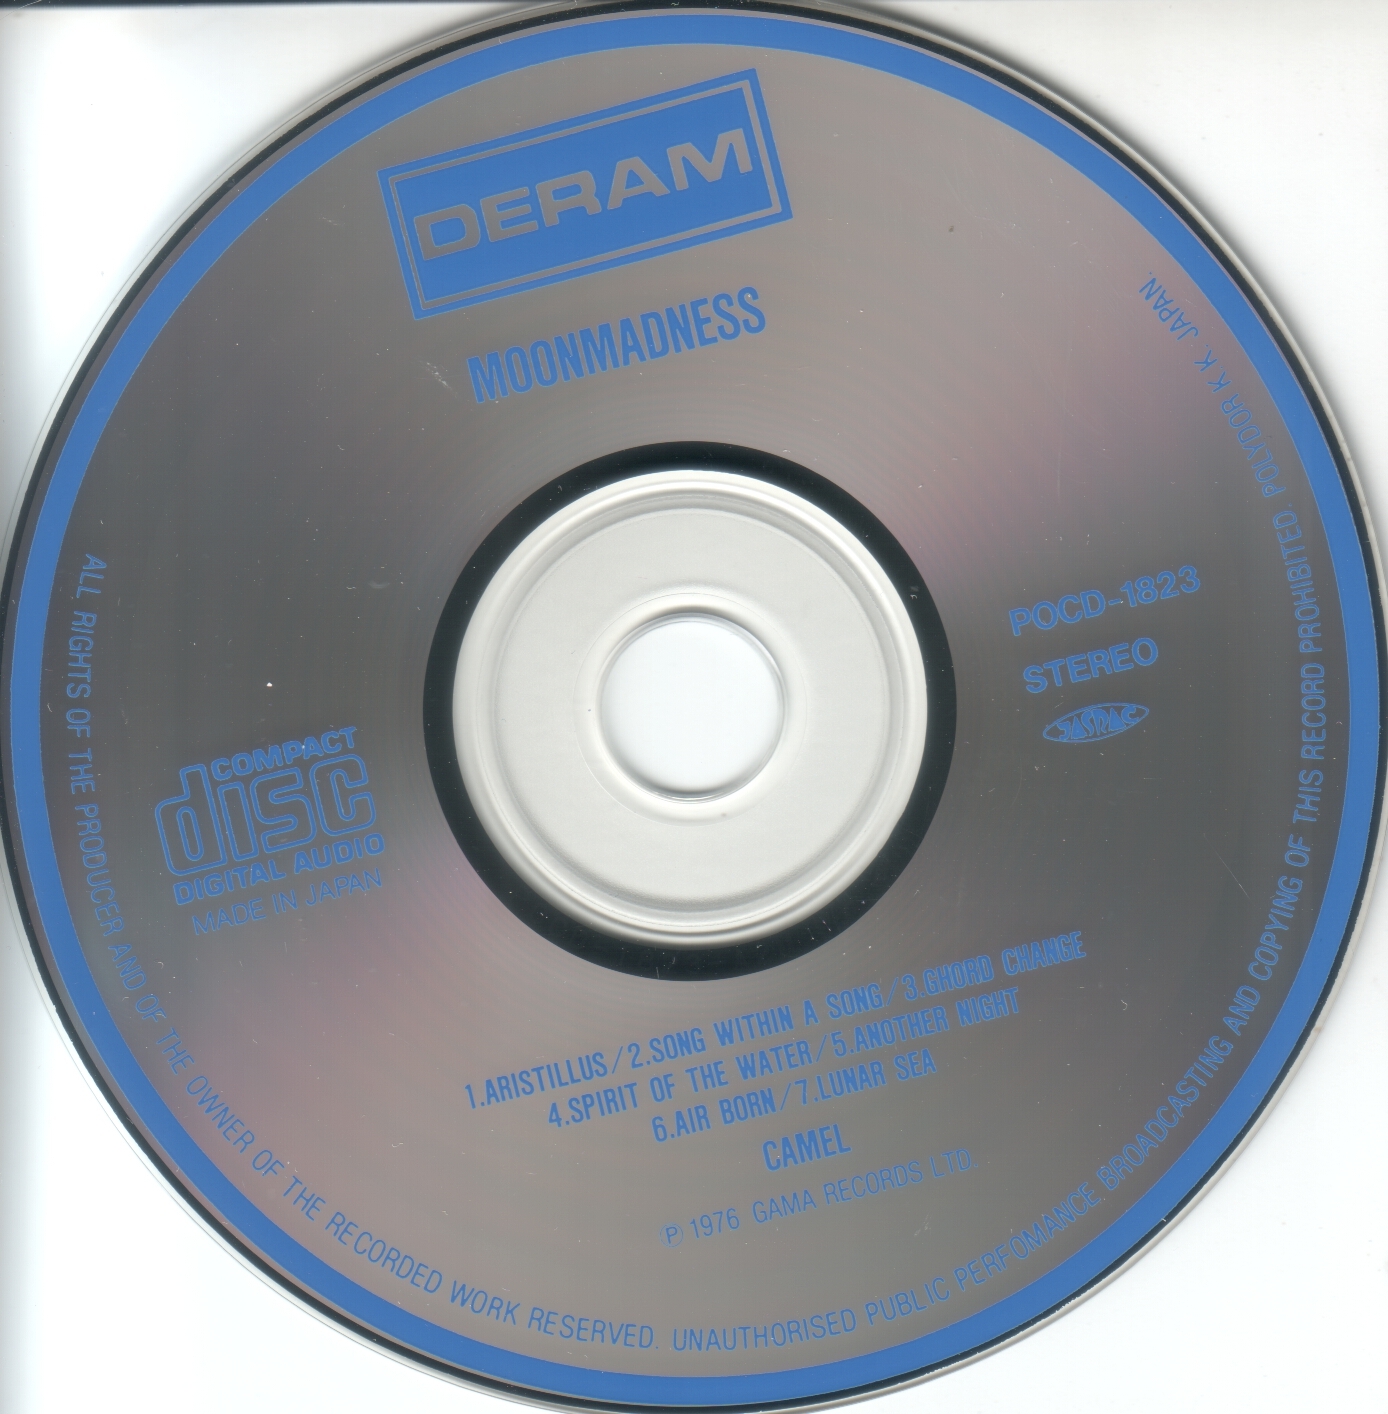 DERAM
MOONMADNESS
POCD-1823
STEREO
JASRAC
COMPACT
disc
DIGITAL AUDIO
MADE IN JAPAN
1.ARISTILLUS/2.SONG WITHIN A SONG/3.GHORD CHANGE
4.SPIRIT OF THE WATER/5.ANOTHER NIGHT
6.AIR BORN/7.LUNAR SEA
CAMEL
Ⓟ 1976 GAMA RECORDS LTD.
ALL RIGHTS OF THE PRODUCER AND OF THE OWNER OF THE RECORDED WORK RESERVED. UNAUTHORISED PUBLIC PERFOMANCE BROADCASTING AND COPYING OF THIS RECORD PROHIBITED. POLYDOR K.K. JAPAN.